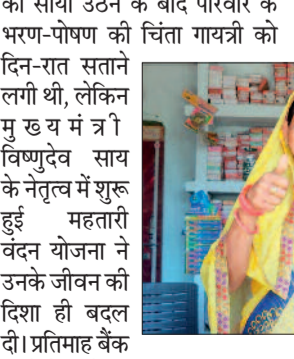 का साया उठने के बाद परिवार के
भरण-पोषण की चिंता गायत्री को
दिन-रात सताने
लगी थी, लेकिन
मुख्यमंत्री
विष्णुदेव साय
के नेतृत्व में शुरू
हुई महतारी
वंदन योजना ने
उनके जीवन की
दिशा ही बदल
दी। प्रतिमाह बैंक